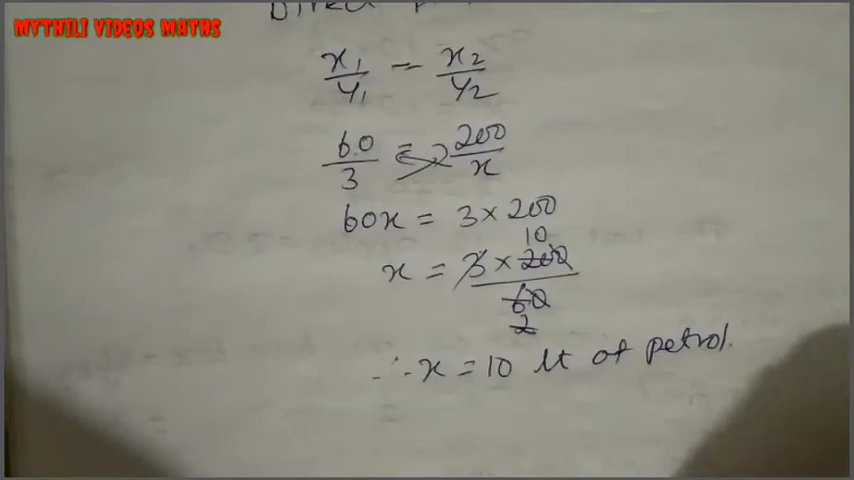 MYTHILI VIDEOS MATHS
Direct
x₁/y₁ = x₂/y₂
60/3 = 200/x
60x = 3 × 200
10
x = 3 × 200/60
2
∴ x = 10 lt of petrol.